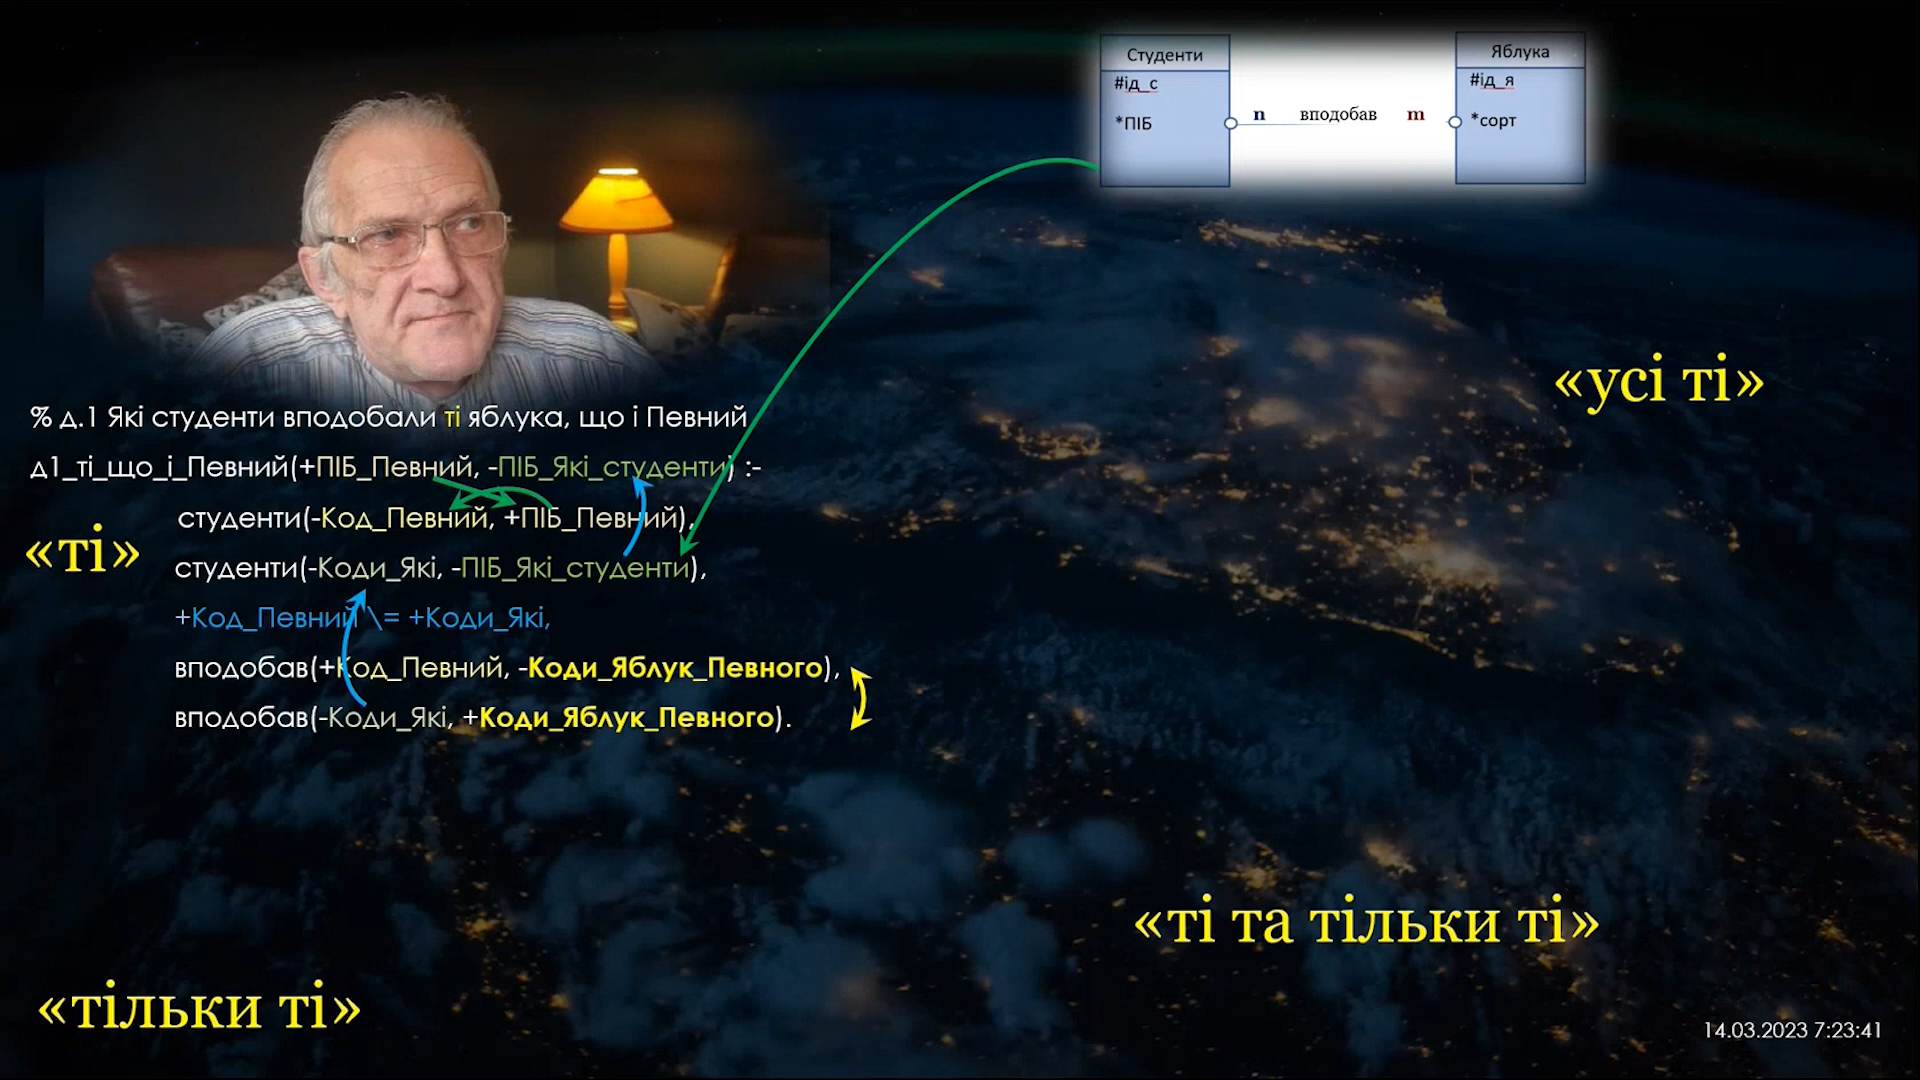 Студенти
#ід_с
*ПІБ
n вподобав m
Яблука
#ід_я
*сорт
«усі ті»
% д.1 Які студенти вподобали ті яблука, що і Певний
д1_ті_що_і_Певний(+ПІБ_Певний, -ПІБ_Які_студенти) :-
студенти(-Код_Певний, +ПІБ_Певний),
«ті»
студенти(-Коди_Які, -ПІБ_Які_студенти),
+Код_Певний \= +Коди_Які,
вподобав(+Код_Певний, -Коди_Яблук_Певного),
вподобав(-Коди_Які, +Коди_Яблук_Певного).
«ті та тільки ті»
«тільки ті»
14.03.2023 7:23:41